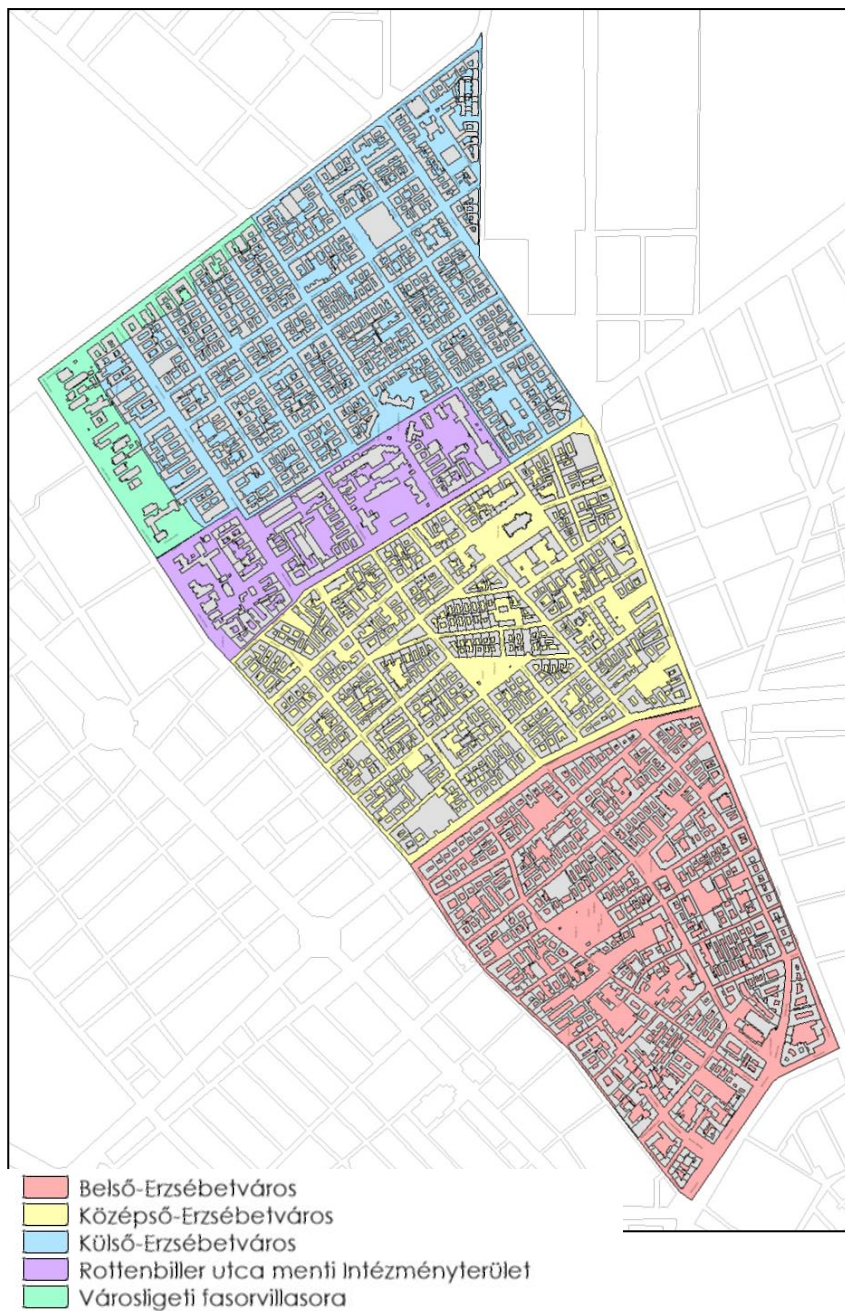 Belső-Erzsébetváros
Középső-Erzsébetváros
Külső-Erzsébetváros
Rottenbiller utca menti Intézményterület
Városligeti fasorvillasora